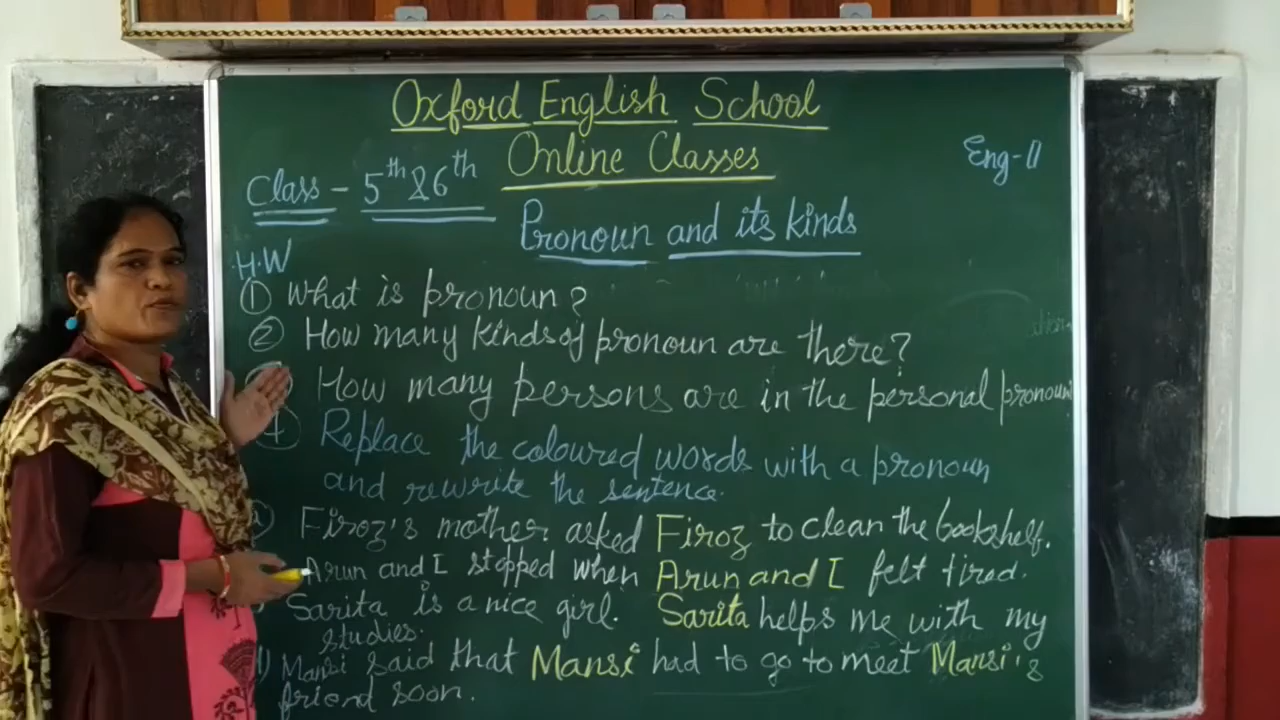 Oxford English School
Online Classes
Eng-II
Class - 5th & 6th
Pronoun and its kinds
H.W
① What is pronoun?
② How many kinds of pronoun are there?
How many persons are in the personal pronoun
4 Replace the coloured words with a pronoun
and rewrite the sentence.
a) Firoz's mother asked Firoz to clean the bookshelf.
Arun and I stopped when Arun and I felt tired.
Sarita is a nice girl. Sarita helps me with my
studies.
d) Mansi said that Mansi had to go to meet Mansi's
friend soon.